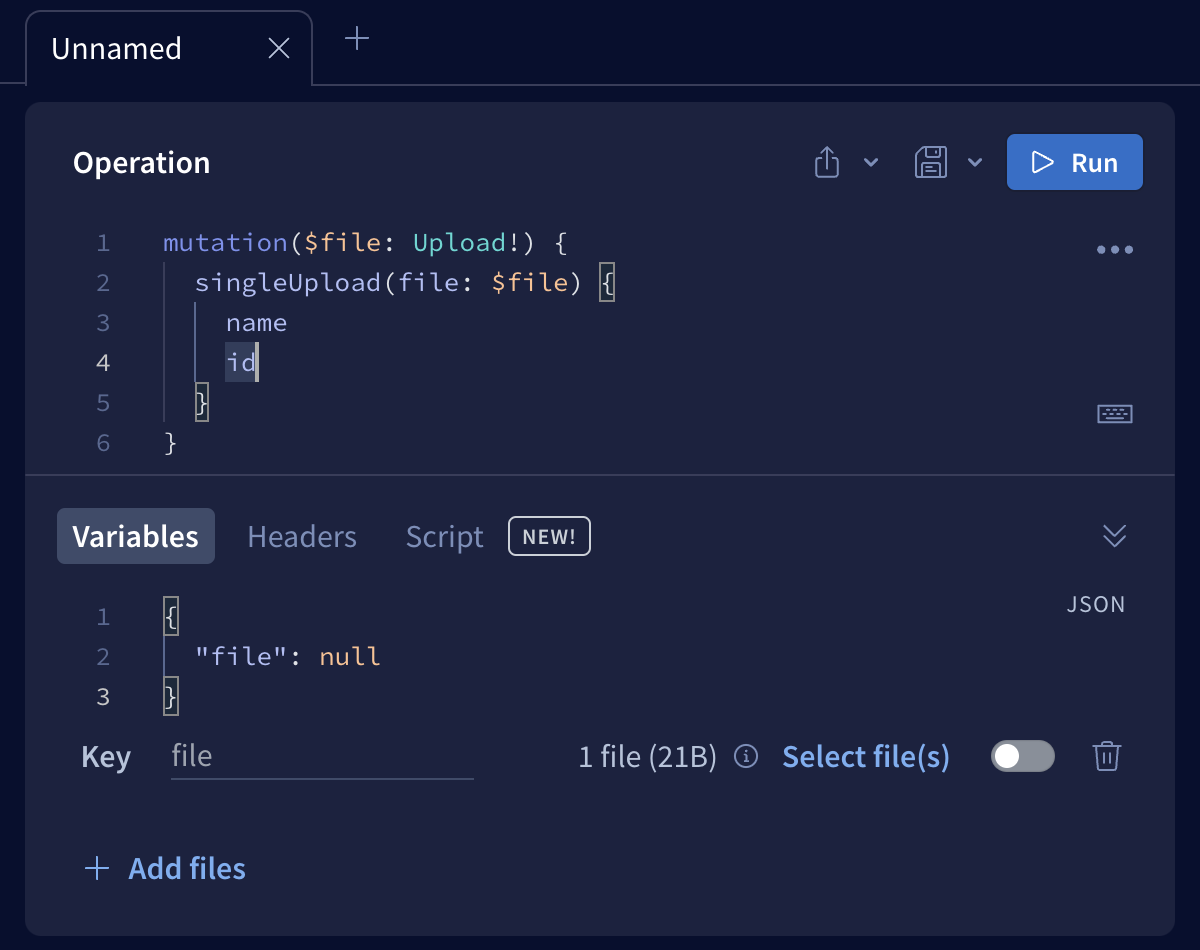 Unnamed
Operation
Run
1 mutation($file: Upload!) {
2   singleUpload(file: $file) {
3     name
4     id
5   }
6 }
Variables Headers Script NEW!
JSON
1 {
2   "file": null
3 }
Key file 1 file (21B) Select file(s)
Add files